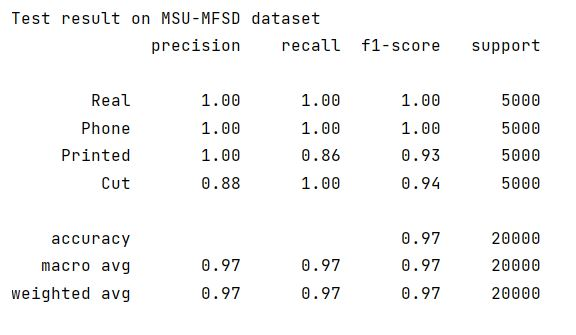 Test result on MSU-MFSD dataset
precision recall f1-score support
Real 1.00 1.00 1.00 5000
Phone 1.00 1.00 1.00 5000
Printed 1.00 0.86 0.93 5000
Cut 0.88 1.00 0.94 5000
accuracy 0.97 20000
macro avg 0.97 0.97 0.97 20000
weighted avg 0.97 0.97 0.97 20000